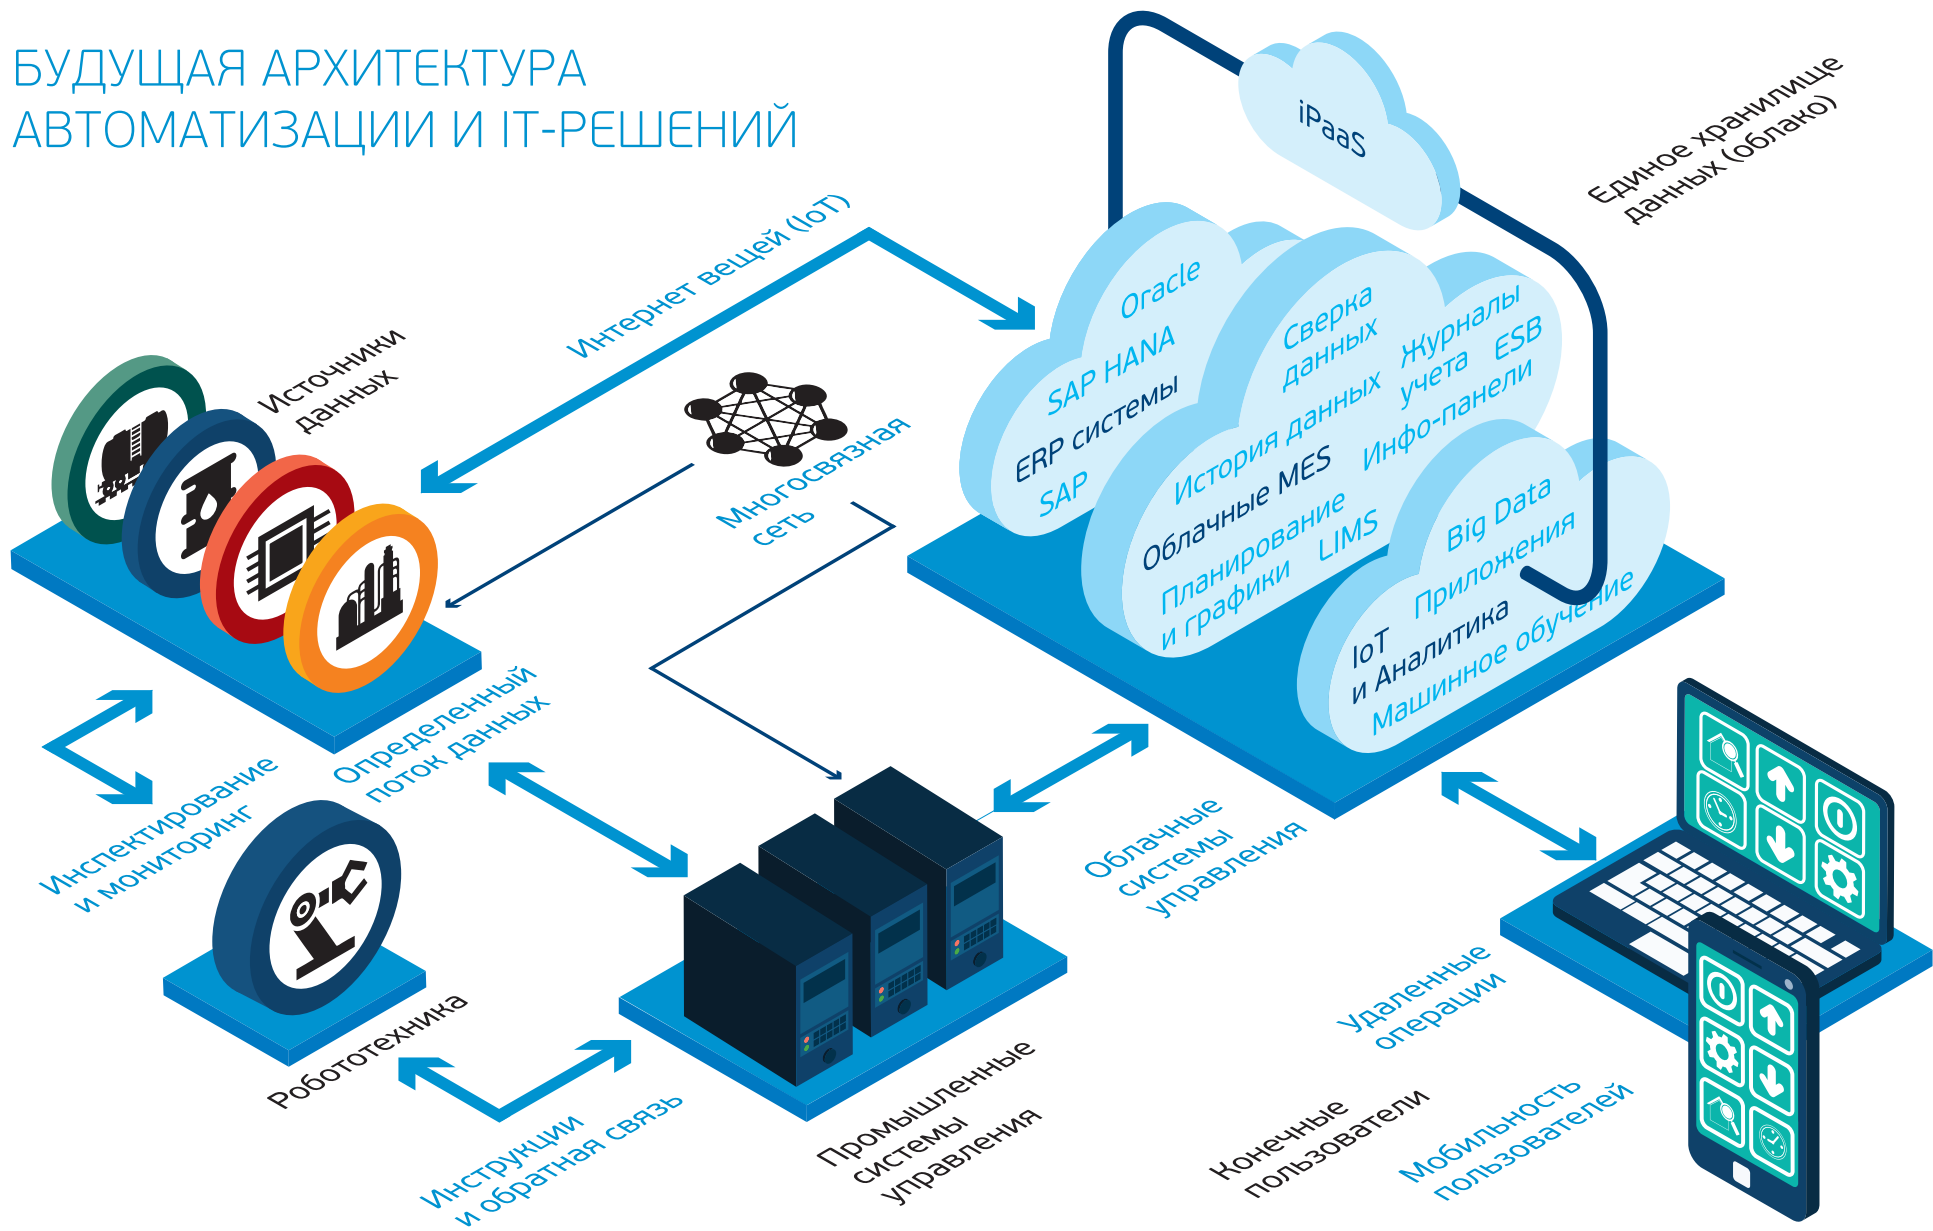 БУДУЩАЯ АРХИТЕКТУРА
АВТОМАТИЗАЦИИ И IT-РЕШЕНИЙ
iPaaS
Единое хранилище
данных (облако)
Интернет вещей (IoT)
Источники
данных
Многосвязная
сеть
Oracle
SAP HANA
ERP системы
SAP
Сверка
данных
Журналы
учета
ESB
История данных
Инфо-панели
Облачные MES
Планирование
и графики
LIMS
Big Data
Приложения
IoT
и Аналитика
Машинное обучение
Определенный
поток данных
Инспектирование
и мониторинг
Облачные
системы
управления
Робототехника
Инструкции
и обратная связь
Промышленные
системы
управления
Удаленные
операции
Конечные
пользователи
Мобильность
пользователей